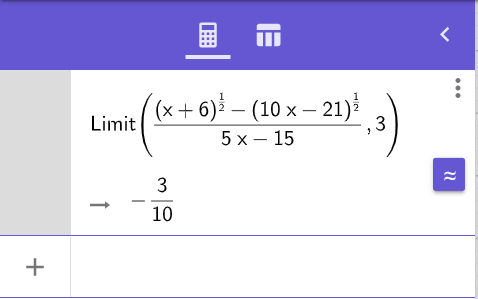 Limit( ((x + 6)^(1/2) − (10 x − 21)^(1/2)) / (5 x − 15) , 3 )
≈
→ − 3/10
+